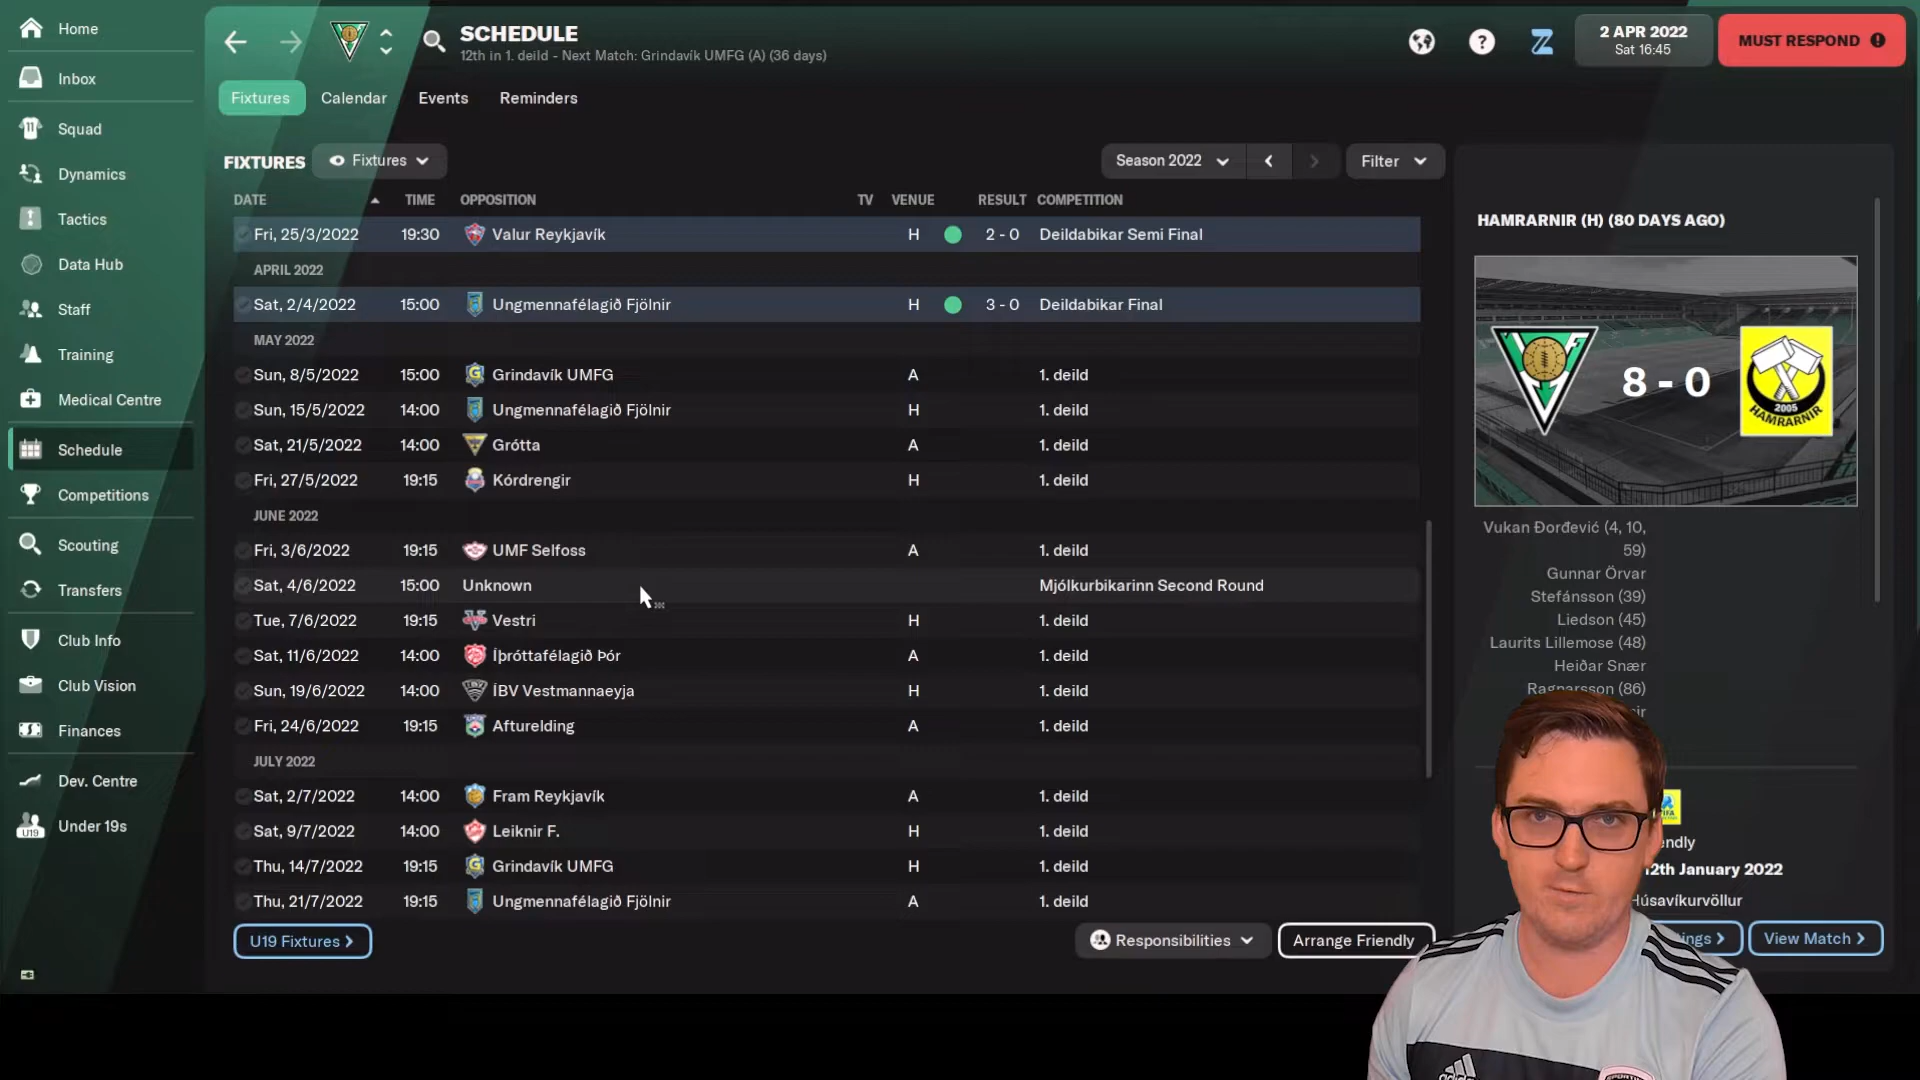 Home
Inbox
Squad
Dynamics
Tactics
Data Hub
Staff
Training
Medical Centre
Schedule
Competitions
Scouting
Transfers
Club Info
Club Vision
Finances
Dev. Centre
U19
Under 19s
SCHEDULE
12th in 1. deild - Next Match: Grindavík UMFG (A) (36 days)
?
2 APR 2022
Sat 16:45
MUST RESPOND
Fixtures Calendar Events Reminders
FIXTURES Fixtures Season 2022 Filter
DATE TIME OPPOSITION TV VENUE RESULT COMPETITION
Fri, 25/3/2022 19:30 Valur Reykjavík H 2 - 0 Deildabikar Semi Final
APRIL 2022
Sat, 2/4/2022 15:00 Ungmennafélagið Fjölnir H 3 - 0 Deildabikar Final
MAY 2022
Sun, 8/5/2022 15:00 Grindavík UMFG A 1. deild
Sun, 15/5/2022 14:00 Ungmennafélagið Fjölnir H 1. deild
Sat, 21/5/2022 14:00 Grótta A 1. deild
Fri, 27/5/2022 19:15 Kórdrengir H 1. deild
JUNE 2022
Fri, 3/6/2022 19:15 UMF Selfoss A 1. deild
Sat, 4/6/2022 15:00 Unknown Mjólkurbikarinn Second Round
Tue, 7/6/2022 19:15 Vestri H 1. deild
Sat, 11/6/2022 14:00 Íþróttafélagið Þór A 1. deild
Sun, 19/6/2022 14:00 ÍBV Vestmannaeyja H 1. deild
Fri, 24/6/2022 19:15 Afturelding A 1. deild
JULY 2022
Sat, 2/7/2022 14:00 Fram Reykjavík A 1. deild
Sat, 9/7/2022 14:00 Leiknir F. H 1. deild
Thu, 14/7/2022 19:15 Grindavík UMFG H 1. deild
Thu, 21/7/2022 19:15 Ungmennafélagið Fjölnir A 1. deild
U19 Fixtures Responsibilities Arrange Friendly
HAMRARNIR (H) (80 DAYS AGO)
8 - 0
2005
HAMRARNIR
Vukan Đorđević (4, 10,
59)
Gunnar Örvar
Stefánsson (39)
Liedson (45)
Laurits Lillemose (48)
Heiðar Snær
Ragnarsson (86)
ir
endly
12th January 2022
Húsavíkurvöllur
ings View Match